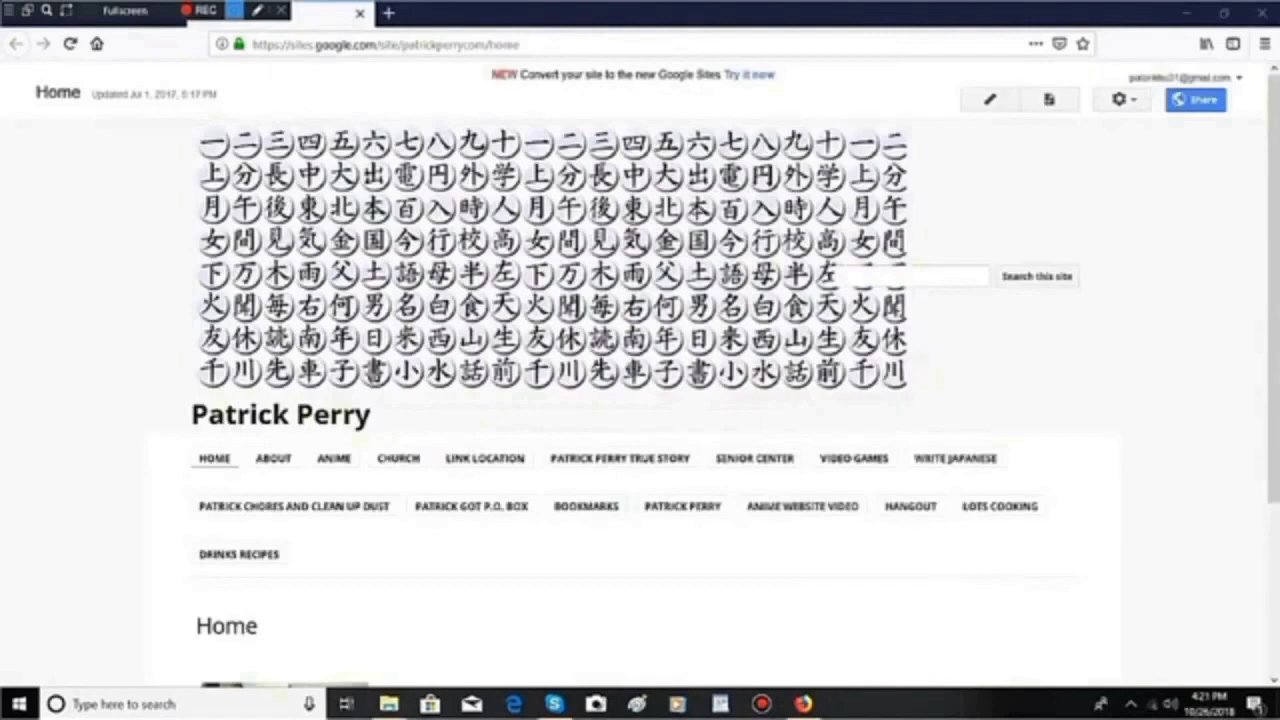 Fullscreen
REC
https://sites.google.com/site/patrickperrycom/home
NEW Convert your site to the new Google Sites Try it now
Home Updated Jul 1, 2017, 5:17 PM
Share
一二三四五六七八九十一二三四五六七八九十一二
上分長中大出電円外学上分長中大出電円外学上分
月午後東北本百入時人月午後東北本百入時人月午
女間見気金国今行校高女間見気金国今行校高女間
下万木雨父土語母半左下万木雨父土語母半左
Search this site
火聞毎右何男名白食天火聞毎右何男名白食天火聞
友休読南年日来西山生友休読南年日来西山生友休
千川先車子書小水話前千川先車子書小水話前千川
Patrick Perry
HOME ABOUT ANIME CHURCH LINK LOCATION PATRICK PERRY TRUE STORY SENIOR CENTER VIDEO GAMES WRITE JAPANESE
PATRICK CHORES AND CLEAN UP DUST PATRICK GOT P.O. BOX BOOKMARKS PATRICK PERRY ANIME WEBSITE VIDEO HANGOUT LOTS COOKING
DRINKS RECIPES
Home
Type here to search
4:21 PM
10/26/2018